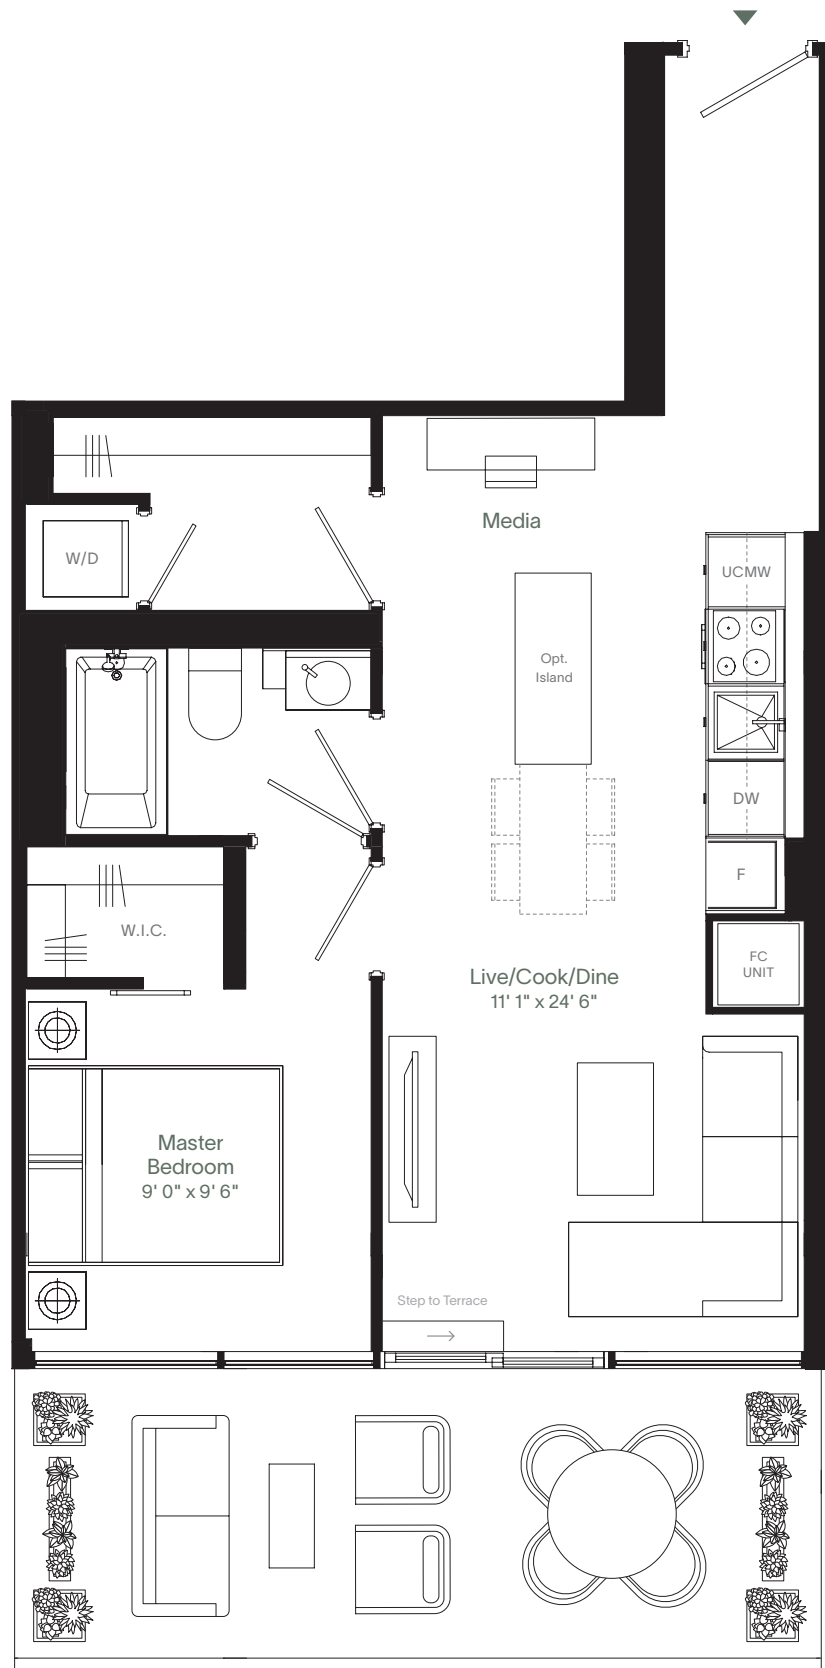 Media
W/D
UCMW
Opt.
Island
DW
F
W.I.C.
FC
UNIT
Live/Cook/Dine
11' 1" x 24' 6"
Master
Bedroom
9' 0" x 9' 6"
Step to Terrace